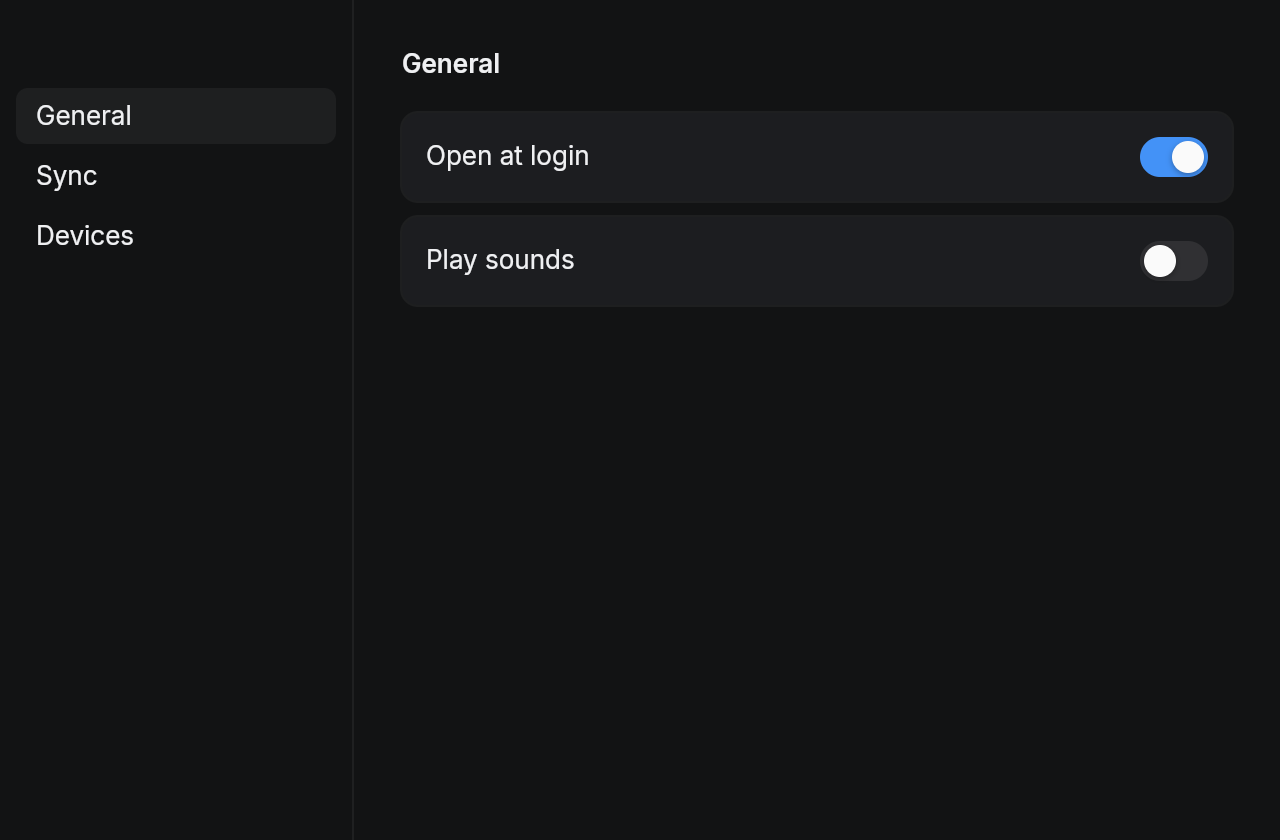 General
Sync
Devices
General
Open at login
Play sounds